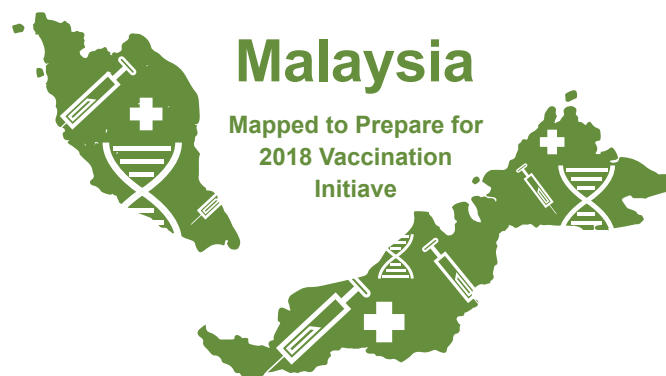 Malaysia
Mapped to Prepare for
2018 Vaccination
Initiave